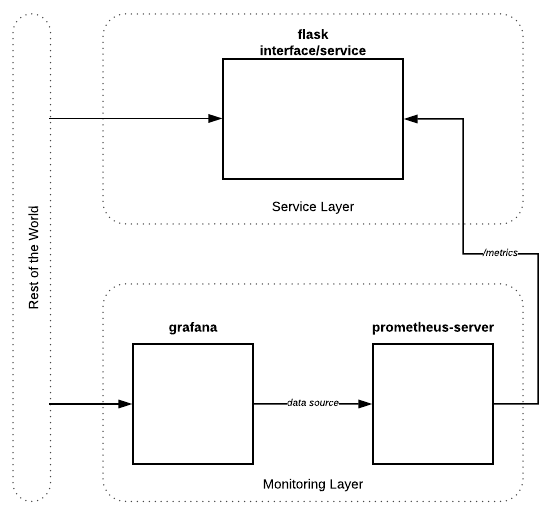 flask
interface/service
Service Layer
Rest of the World
/metrics
grafana
prometheus-server
data source
Monitoring Layer